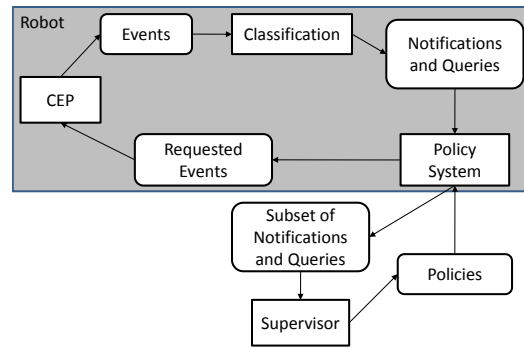 Robot
Events
Classification
Notifications
and Queries
CEP
Requested
Events
Policy
System
Subset of
Notifications
and Queries
Policies
Supervisor